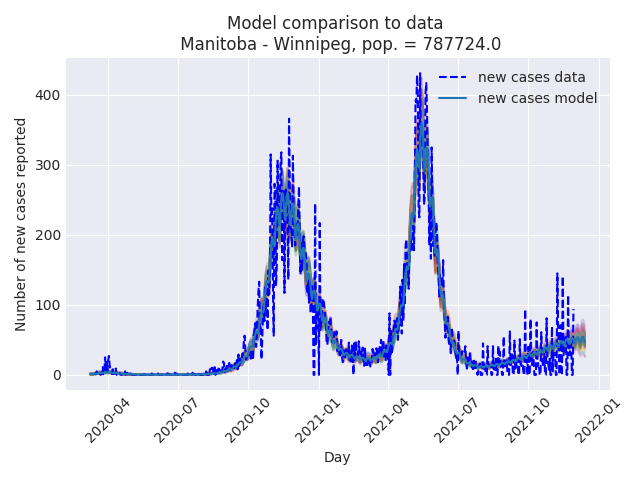 Model comparison to data
Manitoba - Winnipeg, pop. = 787724.0
new cases data
new cases model
Number of new cases reported
400
300
200
100
0
2020-04
2020-07
2020-10
2021-01
2021-04
2021-07
2021-10
2022-01
Day